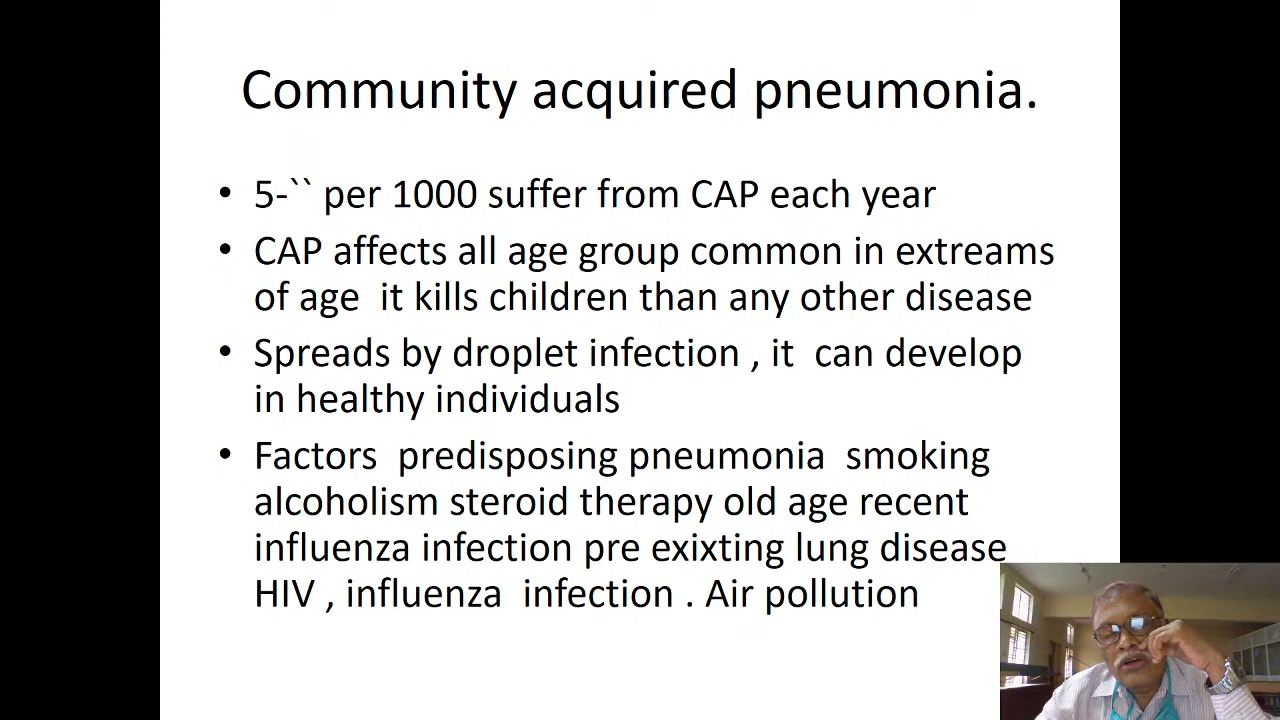 Community acquired pneumonia.
• 5-`` per 1000 suffer from CAP each year
• CAP affects all age group common in extreams
of age  it kills children than any other disease
• Spreads by droplet infection , it  can develop
in healthy individuals
• Factors  predisposing pneumonia  smoking
alcoholism steroid therapy old age recent
influenza infection pre exixting lung disease
HIV , influenza  infection . Air pollution